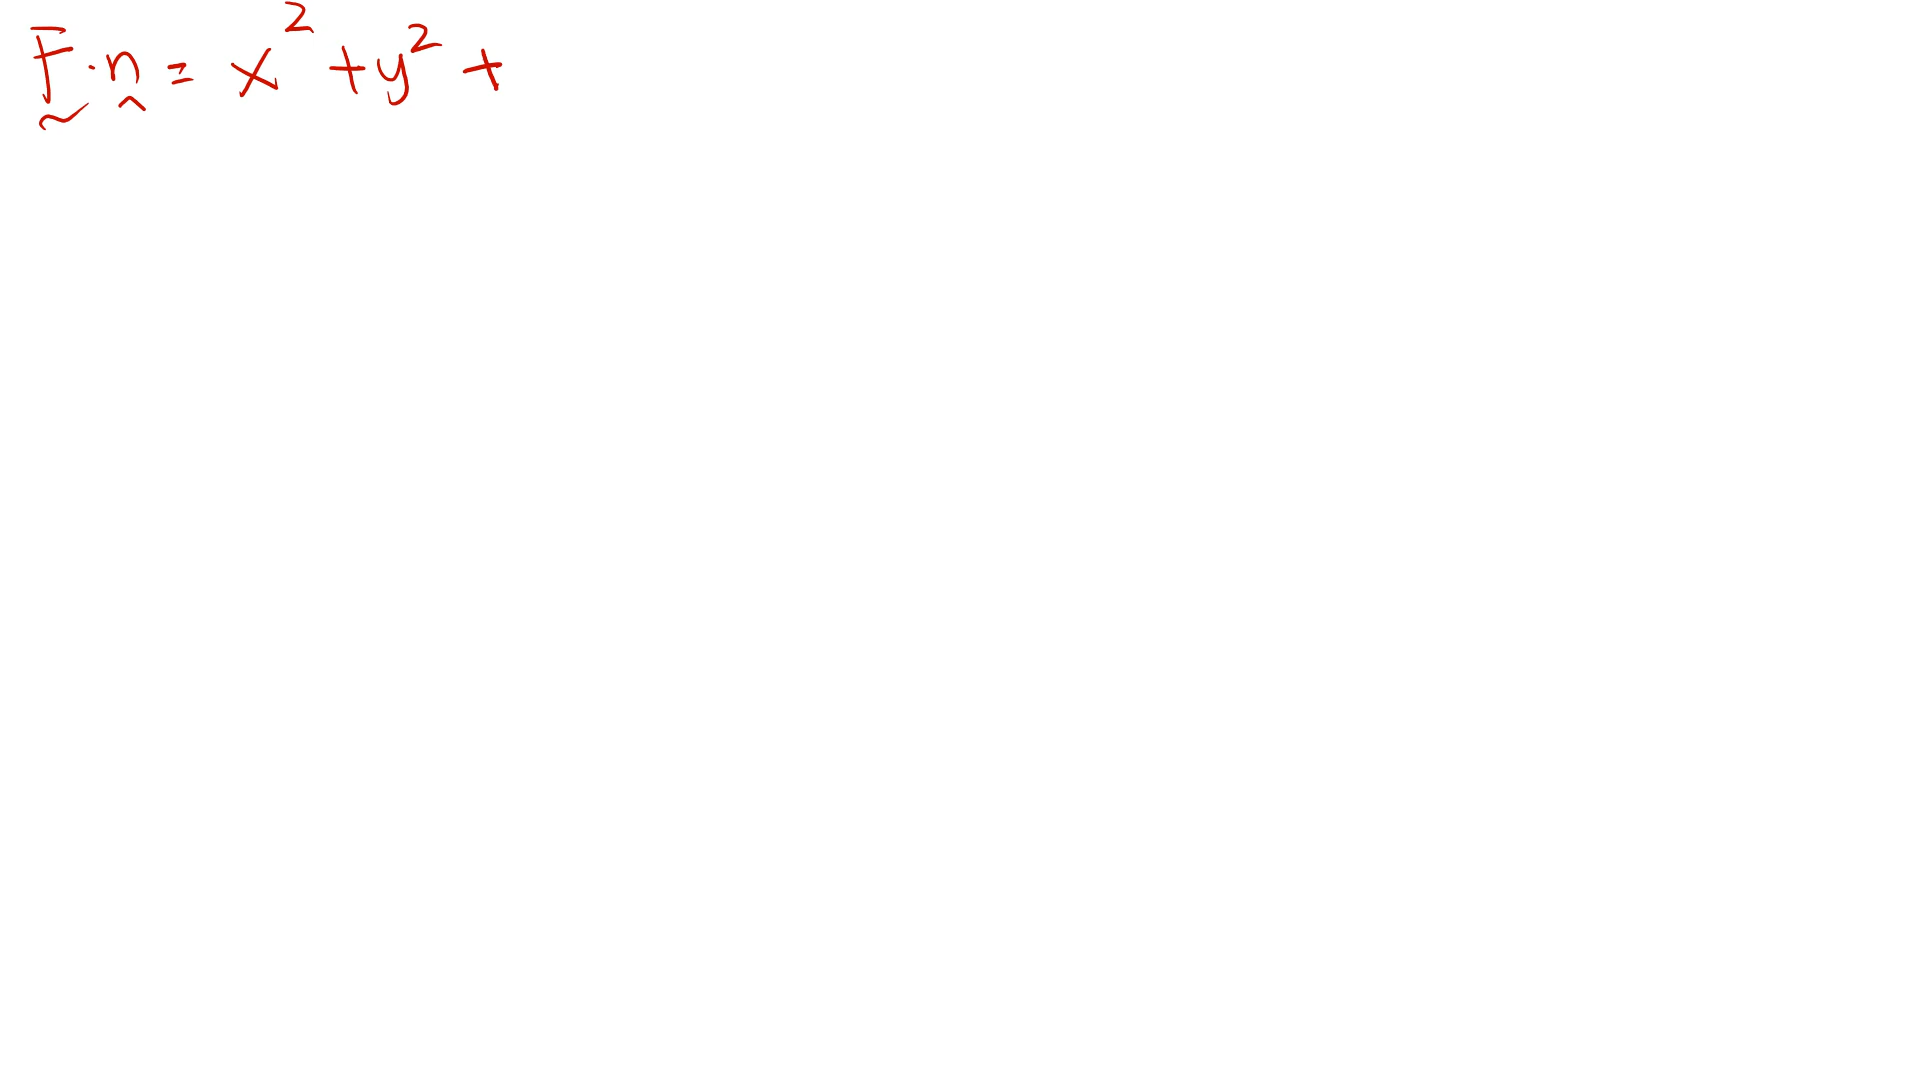 F · n = x² + y² +